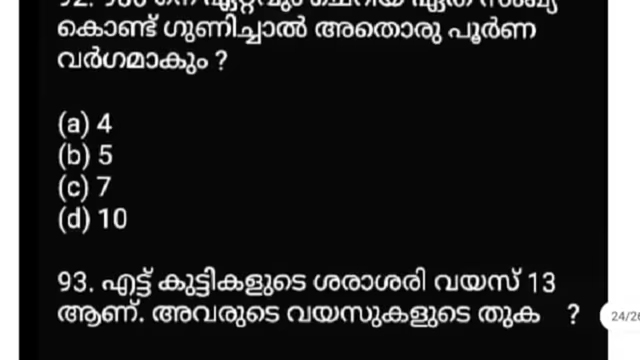 കൊണ്ട് ഗുണിച്ചാൽ അതൊരു പൂർണ
വർഗമാകും ?
(a) 4
(b) 5
(c) 7
(d) 10
93. എട്ട് കുട്ടികളുടെ ശരാശരി വയസ് 13
ആണ്. അവരുടെ വയസുകളുടെ തുക ?
24/26